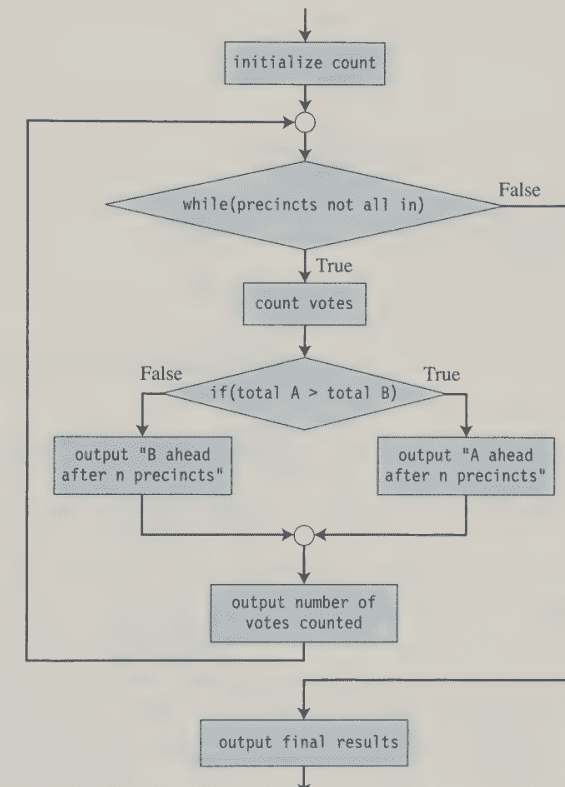 initialize count
while(precincts not all in)
False
True
count votes
False
True
if(total A > total B)
output "B ahead
after n precincts"
output "A ahead
after n precincts"
output number of
votes counted
output final results